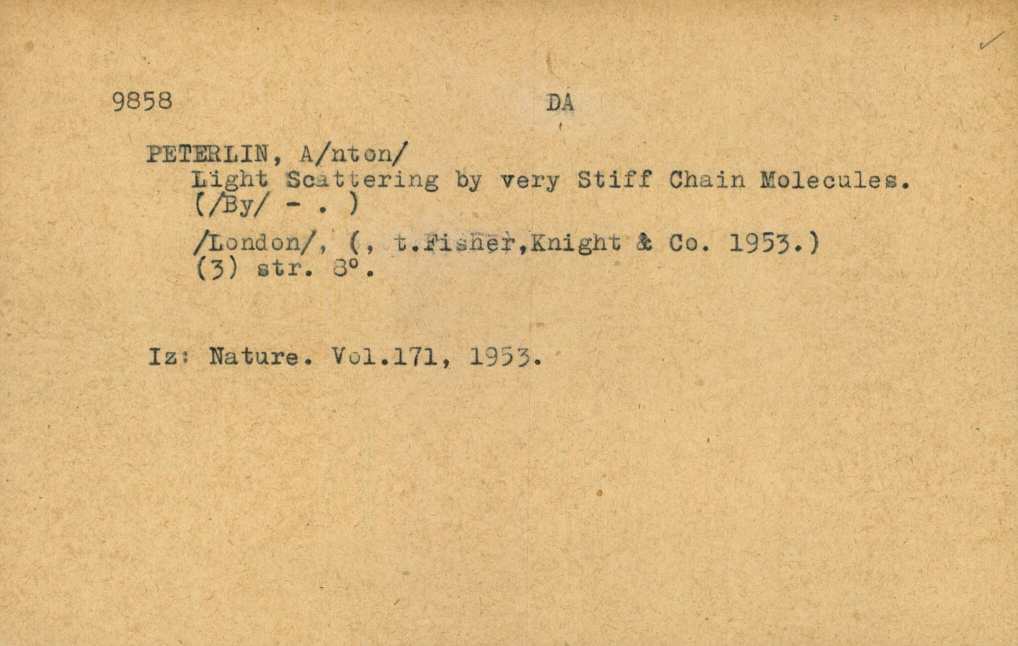 9858 DA
PETERLIN, A/nton/
Light Scattering by very Stiff Chain Molecules.
(/By/ - . )
/London/, (, t.Fisher,Knight & Co. 1953.)
(3) str. 8°.
Iz: Nature. Vol.171, 1953.